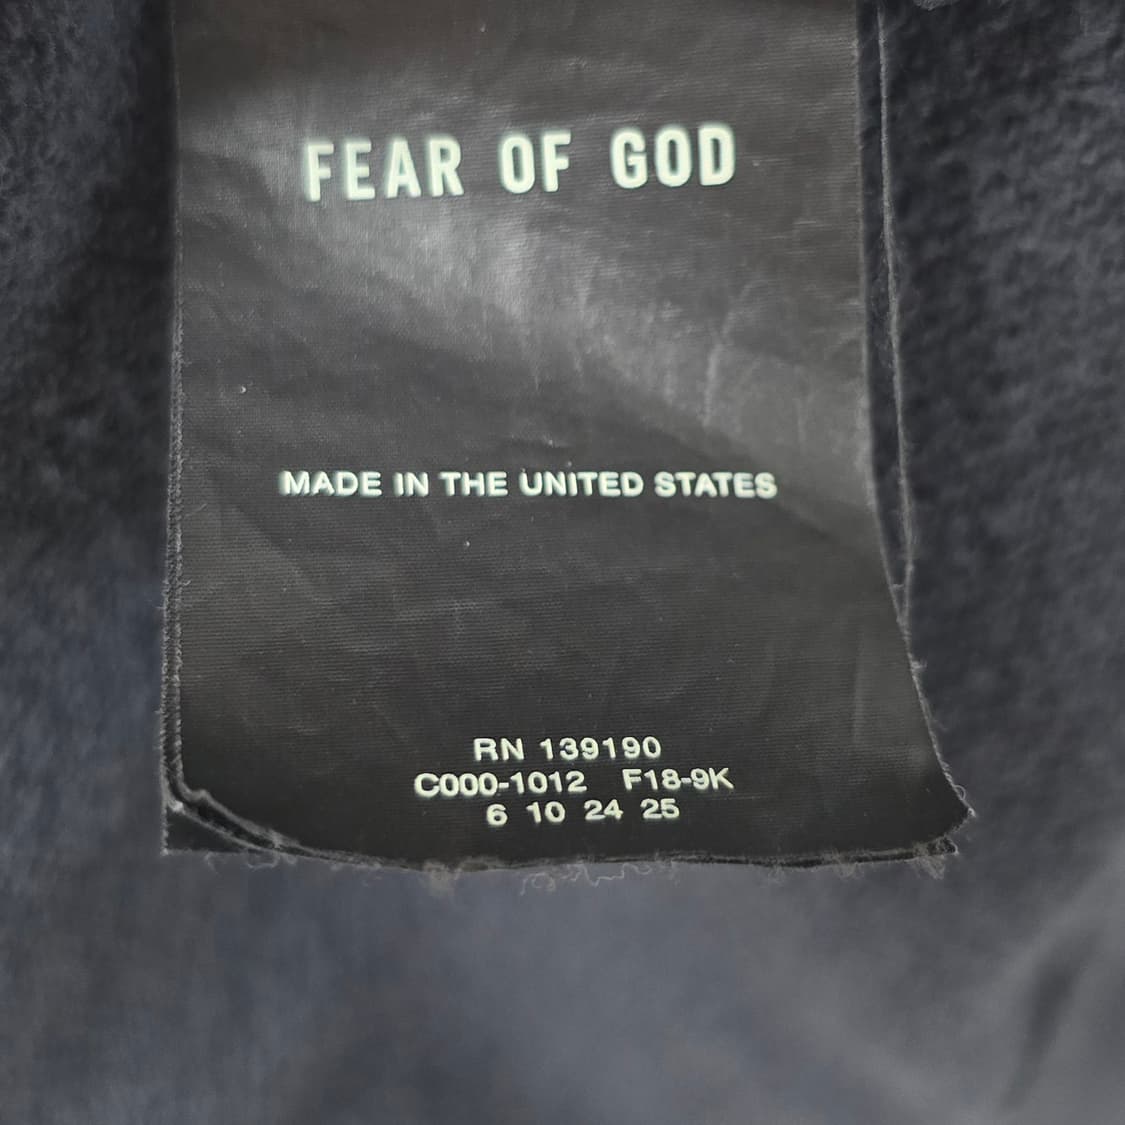 FEAR OF GOD
MADE IN THE UNITED STATES
RN 139190
C000-1012 F18-9K
6 10 24 25